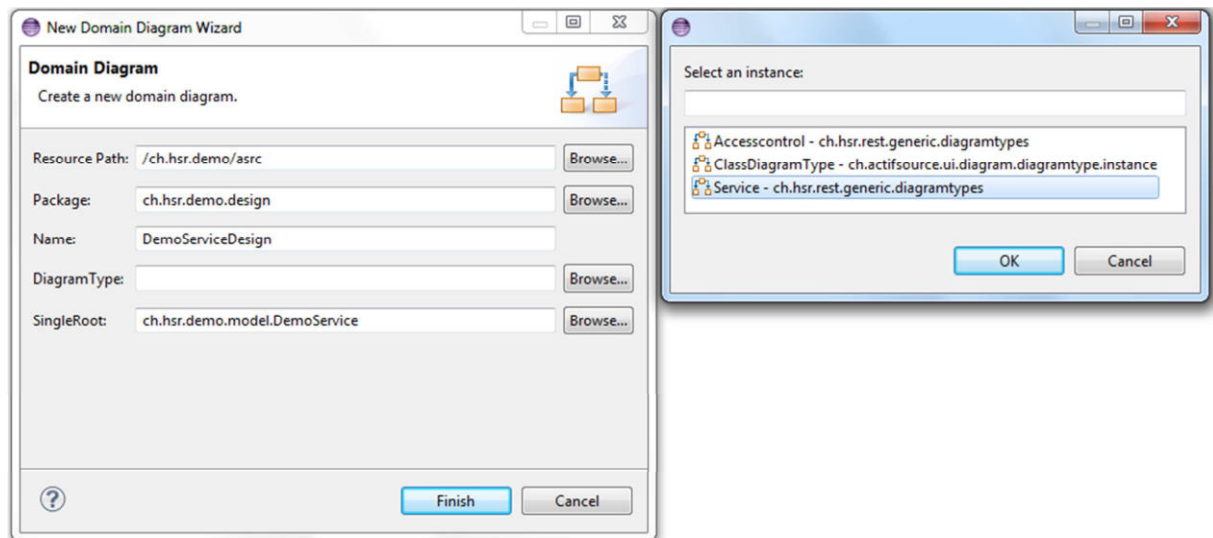 New Domain Diagram Wizard
Domain Diagram
Create a new domain diagram.
Resource Path: /ch.hsr.demo/asrc Browse...
Package: ch.hsr.demo.design Browse...
Name: DemoServiceDesign
DiagramType: Browse...
SingleRoot: ch.hsr.demo.model.DemoService Browse...
? Finish Cancel
Select an instance:
Accesscontrol - ch.hsr.rest.generic.diagramtypes
ClassDiagramType - ch.actifsource.ui.diagram.diagramtype.instance
Service - ch.hsr.rest.generic.diagramtypes
OK Cancel